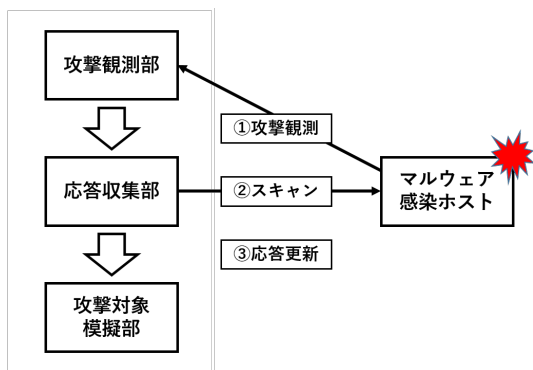 攻撃観測部
①攻撃観測
応答収集部
②スキャン
マルウェア
感染ホスト
③応答更新
攻撃対象
模擬部